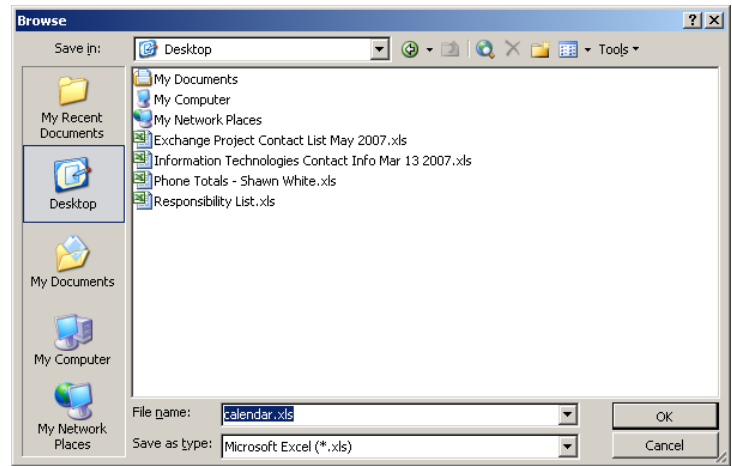 Browse
Save in:
Desktop
Tools
My Recent
Documents
Desktop
My Documents
My Computer
My Network
Places
My Documents
My Computer
My Network Places
Exchange Project Contact List May 2007.xls
Information Technologies Contact Info Mar 13 2007.xls
Phone Totals - Shawn White.xls
Responsibility List.xls
File name:
calendar.xls
OK
Save as type:
Microsoft Excel (*.xls)
Cancel